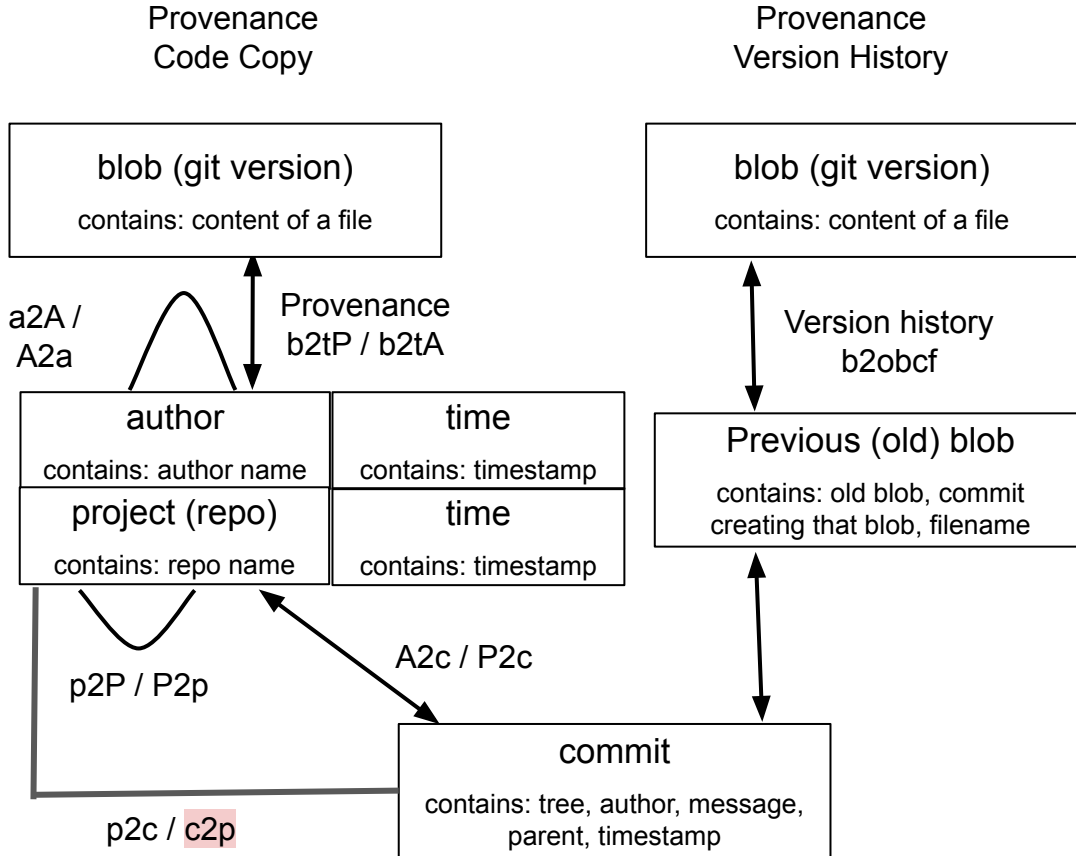 Provenance
Code Copy
Provenance
Version History
blob (git version)
contains: content of a file
blob (git version)
contains: content of a file
a2A /
A2a
Provenance
b2tP / b2tA
Version history
b2obcf
author
contains: author name
time
contains: timestamp
Previous (old) blob
contains: old blob, commit
creating that blob, filename
project (repo)
contains: repo name
time
contains: timestamp
p2P / P2p
A2c / P2c
commit
contains: tree, author, message,
parent, timestamp
p2c / c2p